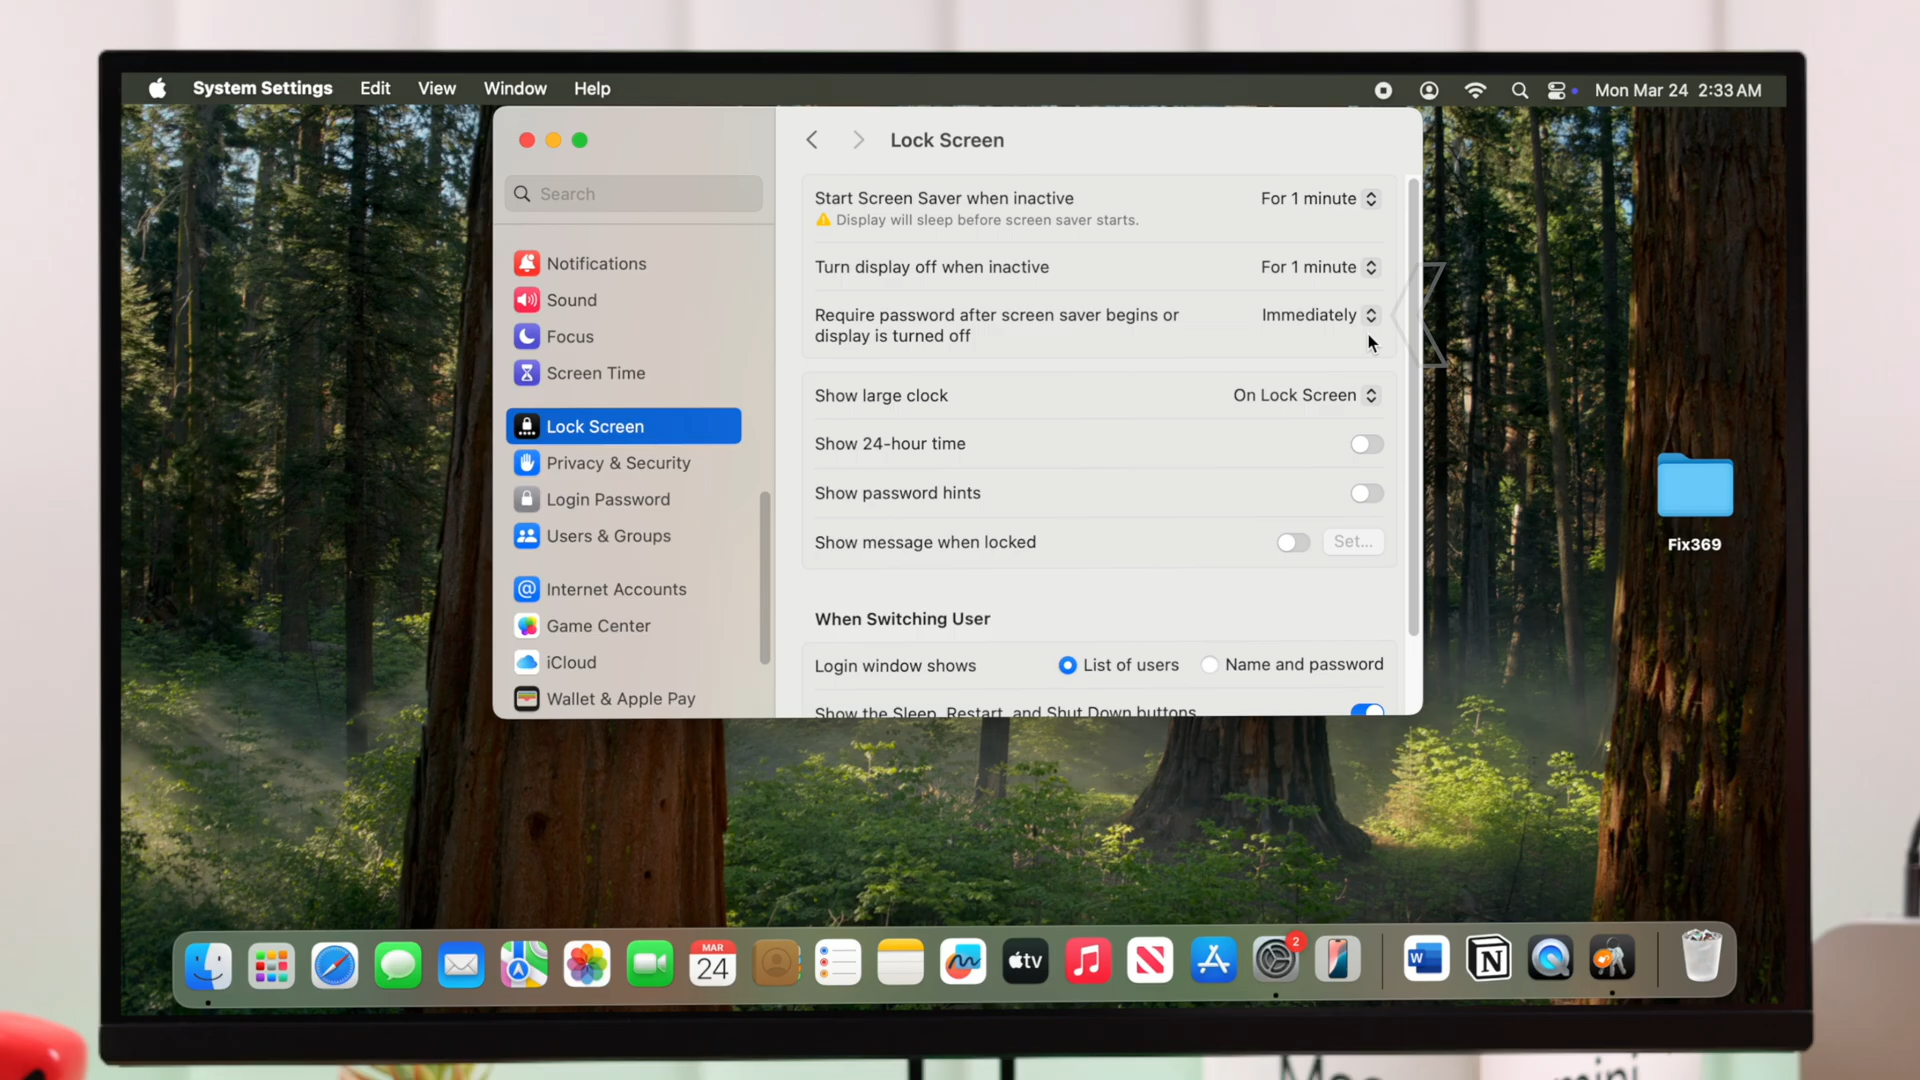 System Settings Edit View Window Help Mon Mar 24 2:33 AM
Lock Screen
Search
Notifications
Sound
Focus
Screen Time
Lock Screen
Privacy & Security
Login Password
Users & Groups
Internet Accounts
Game Center
iCloud
Wallet & Apple Pay
Start Screen Saver when inactive For 1 minute
Display will sleep before screen saver starts.
Turn display off when inactive For 1 minute
Require password after screen saver begins or Immediately
display is turned off
Show large clock On Lock Screen
Show 24-hour time
Show password hints
Show message when locked Set...
When Switching User
Login window shows List of users Name and password
Show the Sleep, Restart, and Shut Down buttons
Fix369
MAR
24
tv
2
W
N
mini